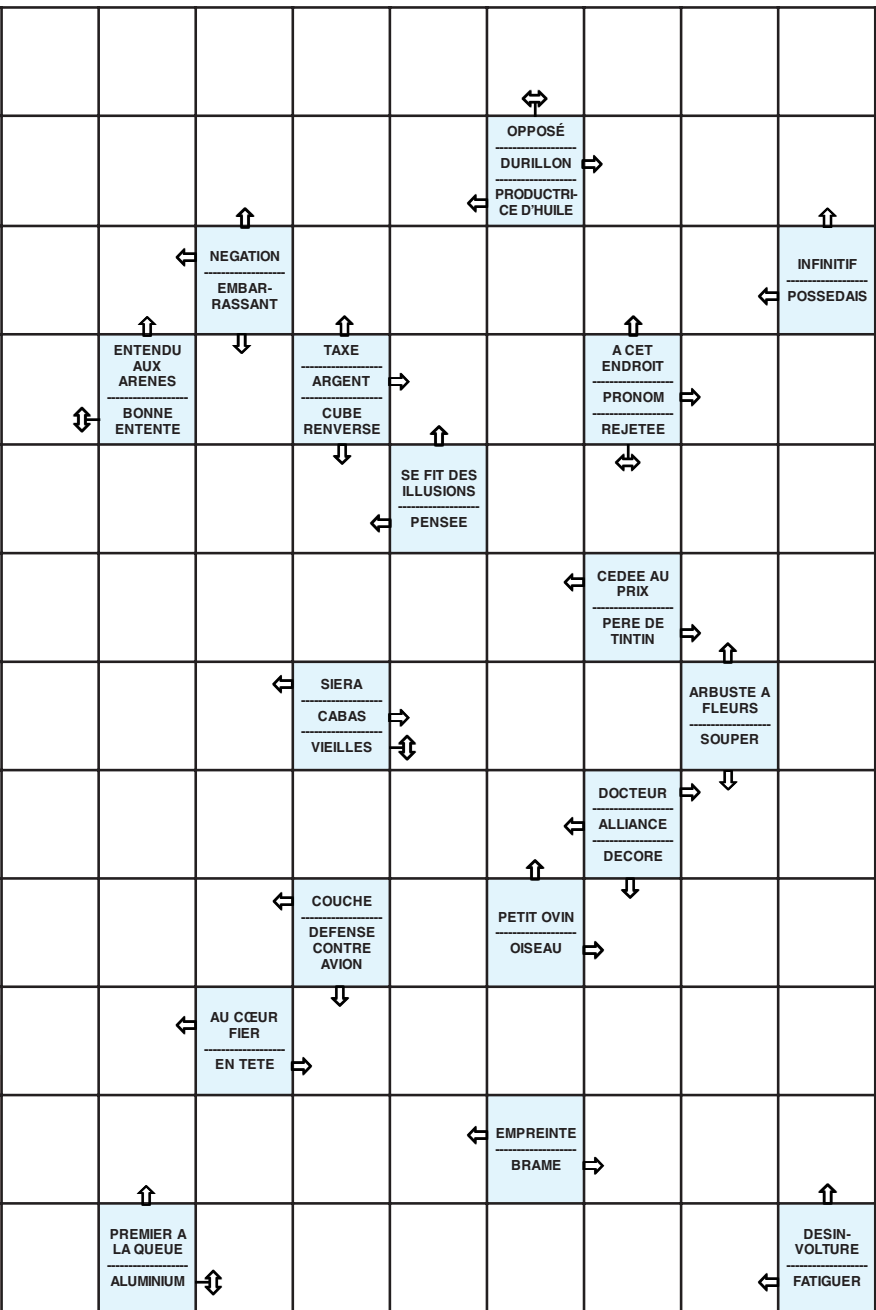 OPPOSÉ
DURILLON
PRODUCTRI-
CE D'HUILE
NEGATION
EMBAR-
RASSANT
INFINITIF
POSSEDAIS
ENTENDU
AUX
ARENES
BONNE
ENTENTE
TAXE
ARGENT
CUBE
RENVERSE
A CET
ENDROIT
PRONOM
REJETEE
SE FIT DES
ILLUSIONS
PENSEE
CEDEE AU
PRIX
PERE DE
TINTIN
SIERA
CABAS
VIEILLES
ARBUSTE A
FLEURS
SOUPER
DOCTEUR
ALLIANCE
DECORE
COUCHE
DEFENSE
CONTRE
AVION
PETIT OVIN
OISEAU
AU CŒUR
FIER
EN TETE
EMPREINTE
BRAME
PREMIER A
LA QUEUE
ALUMINIUM
DESIN-
VOLTURE
FATIGUER